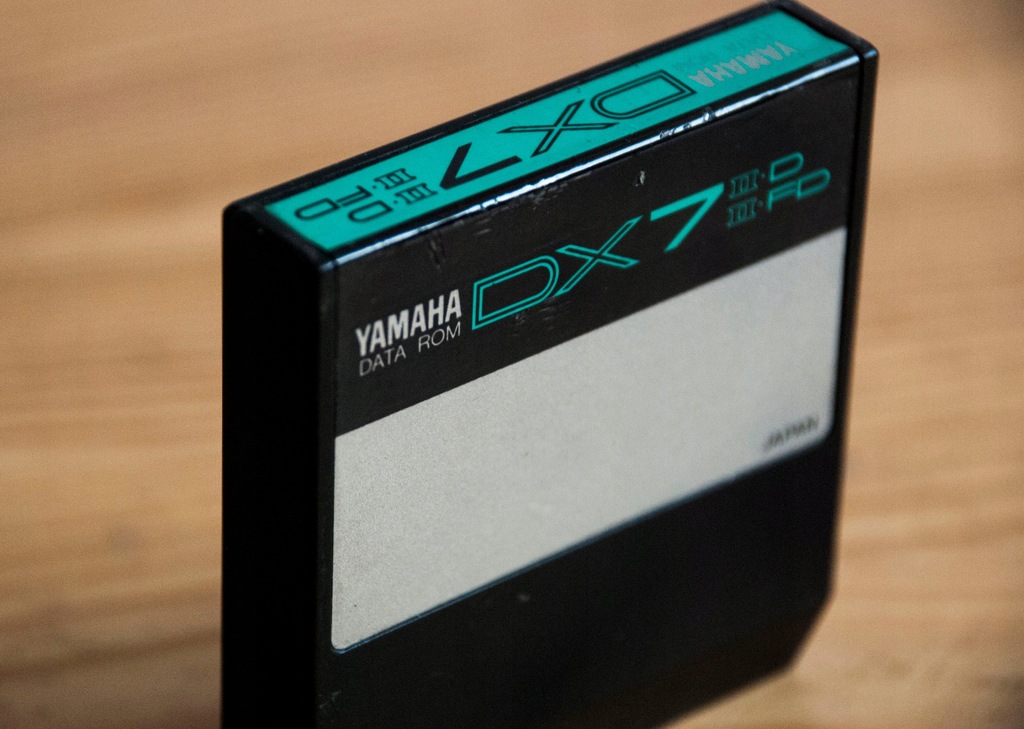 YAMAHA DX7 II·D
II·FD
YAMAHA DX7 II·D
DATA ROM II·FD
JAPAN